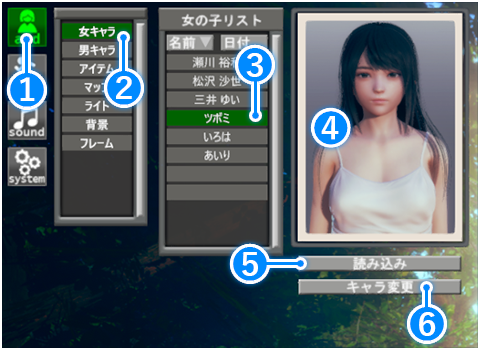 add
sound
system
1
女キャラ
男キャラ
アイテム
ライト
背景
フレーム
2
女の子リスト
名前▼ 日付
瀬川
松沢 沙世
三井 ゆい
ツボミ
いろは
あいり
3
4
5
読み込み
キャラ変更
6